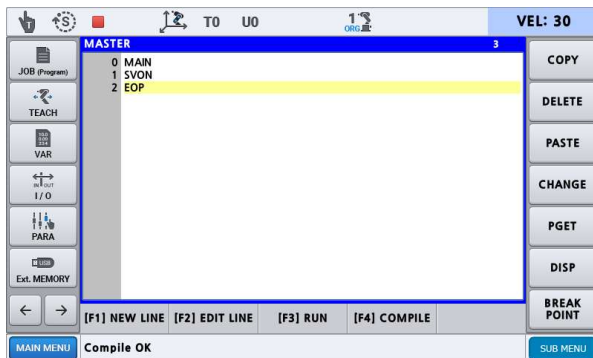 T0 U0 ORG 1 VEL: 30
MASTER 3
0 MAIN
1 SVON
2 EOP
JOB (Program)
TEACH
VAR
IN OUT
I/O
PARA
USB
Ext. MEMORY
← →
COPY
DELETE
PASTE
CHANGE
PGET
DISP
BREAK POINT
[F1] NEW LINE [F2] EDIT LINE [F3] RUN [F4] COMPILE
MAIN MENU Compile OK SUB MENU